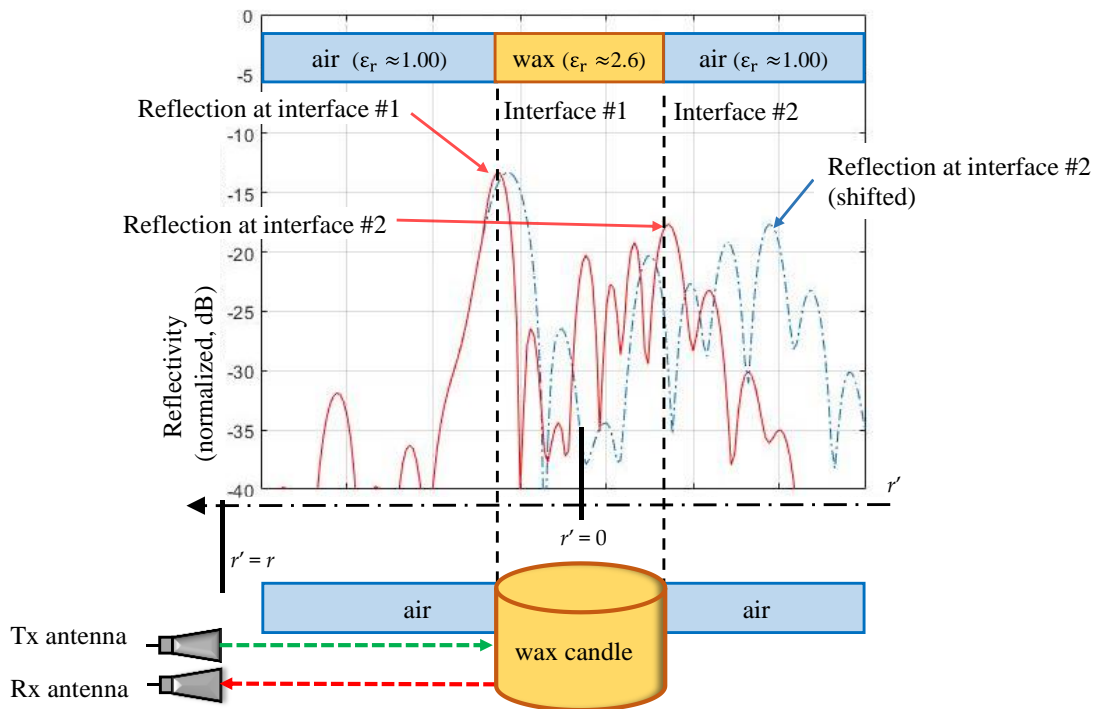 0
air (εr ≈1.00)
wax (εr ≈2.6)
air (εr ≈1.00)
-5
Reflection at interface #1
Interface #1
Interface #2
-10
Reflection at interface #2
(shifted)
-15
Reflection at interface #2
-20
-25
-30
-35
-40
Reflectivity
(normalized, dB)
r'
r' = 0
r' = r
air
air
Tx antenna
wax candle
Rx antenna